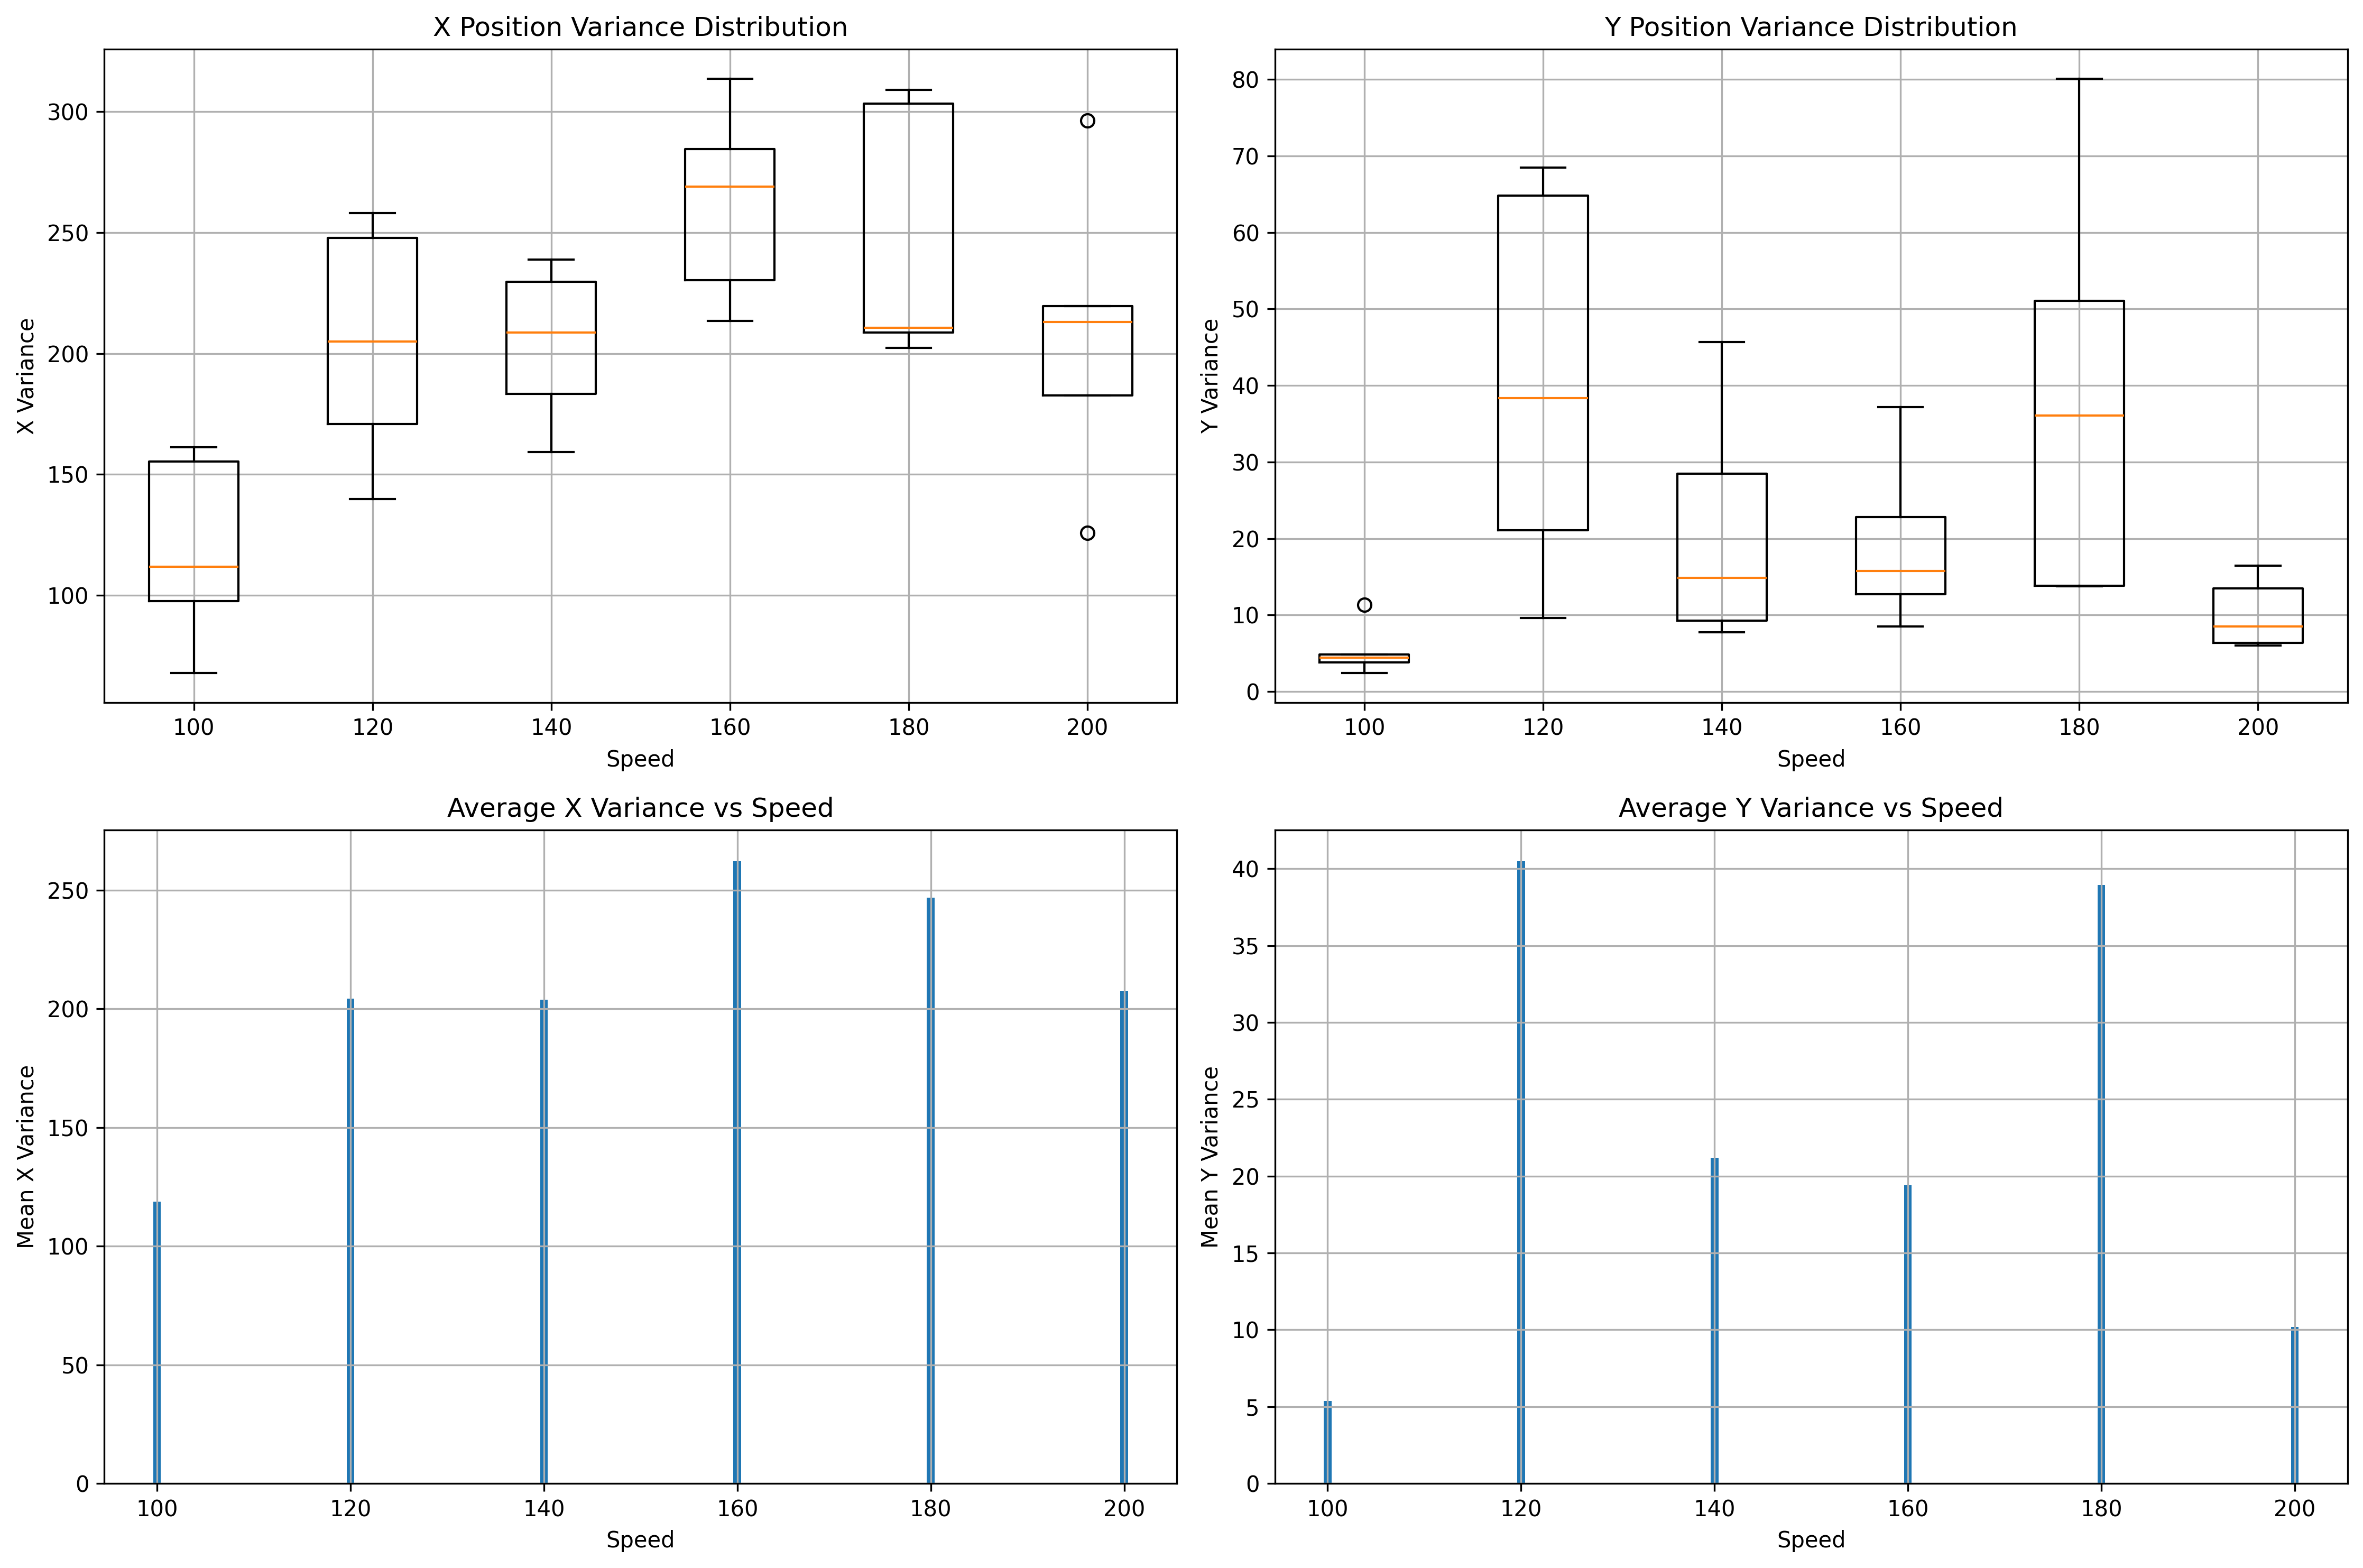 X Position Variance Distribution
X Variance
300
250
200
150
100
100 120 140 160 180 200
Speed
Y Position Variance Distribution
Y Variance
80
70
60
50
40
30
20
10
0
100 120 140 160 180 200
Speed
Average X Variance vs Speed
Mean X Variance
250
200
150
100
50
0
100 120 140 160 180 200
Speed
Average Y Variance vs Speed
Mean Y Variance
40
35
30
25
20
15
10
5
0
100 120 140 160 180 200
Speed